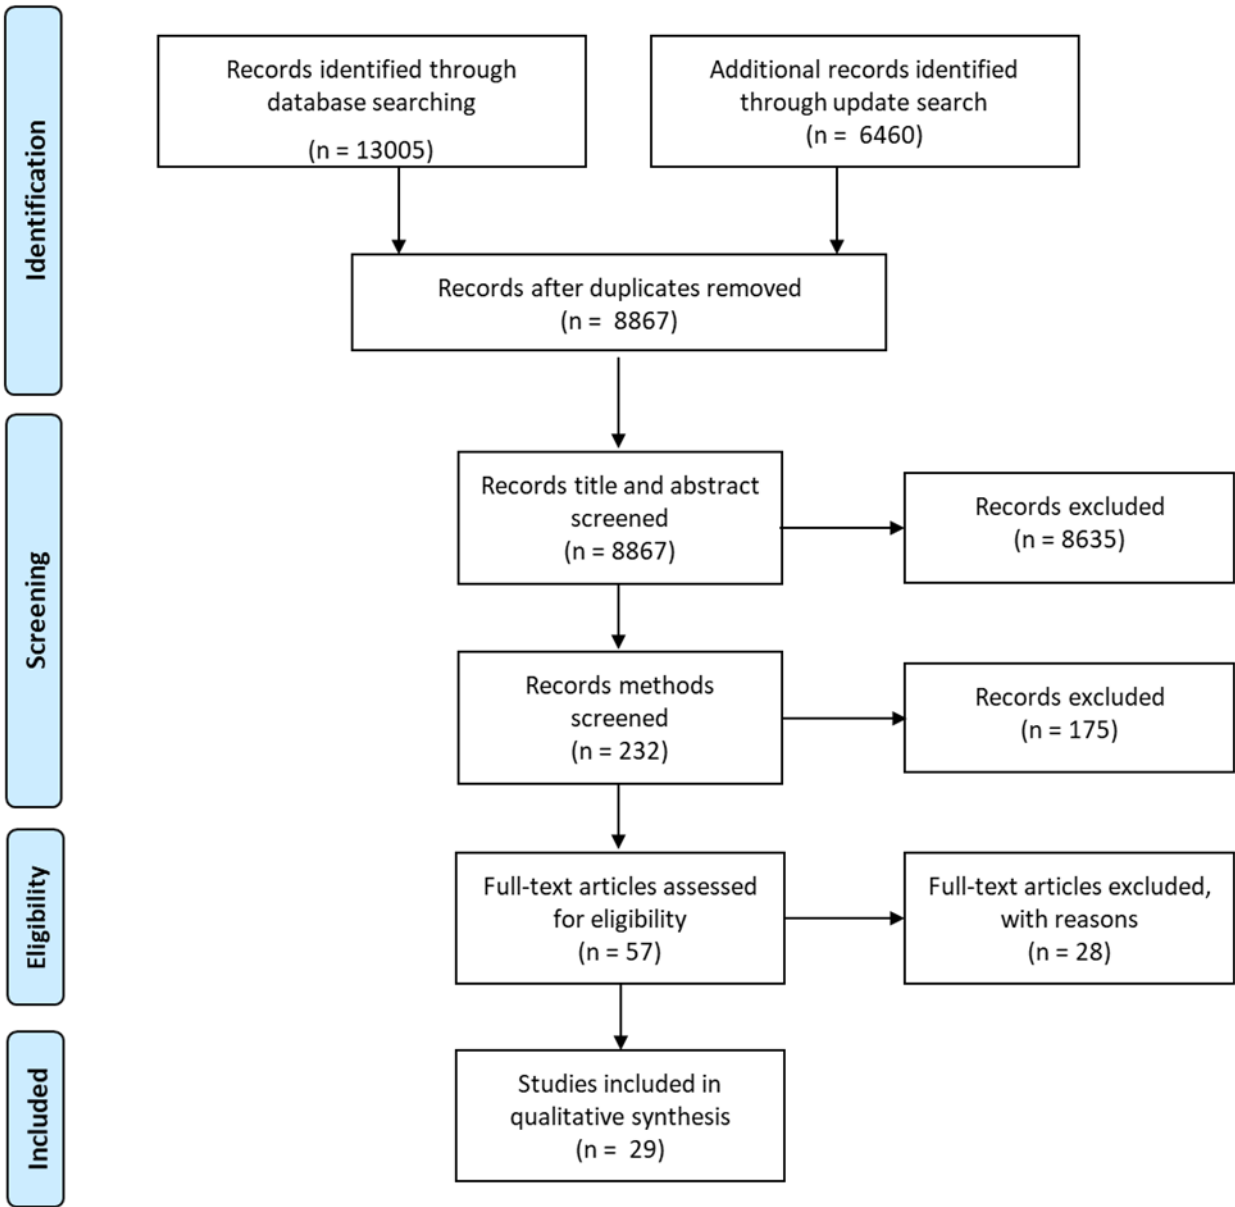 Identification
Records identified through
database searching
(n = 13005)
Additional records identified
through update search
(n =  6460)
Records after duplicates removed
(n =  8867)
Screening
Records title and abstract
screened
(n = 8867)
Records excluded
(n = 8635)
Records methods
screened
(n = 232)
Records excluded
(n = 175)
Eligibility
Full-text articles assessed
for eligibility
(n = 57)
Full-text articles excluded,
with reasons
(n = 28)
Included
Studies included in
qualitative synthesis
(n =  29)